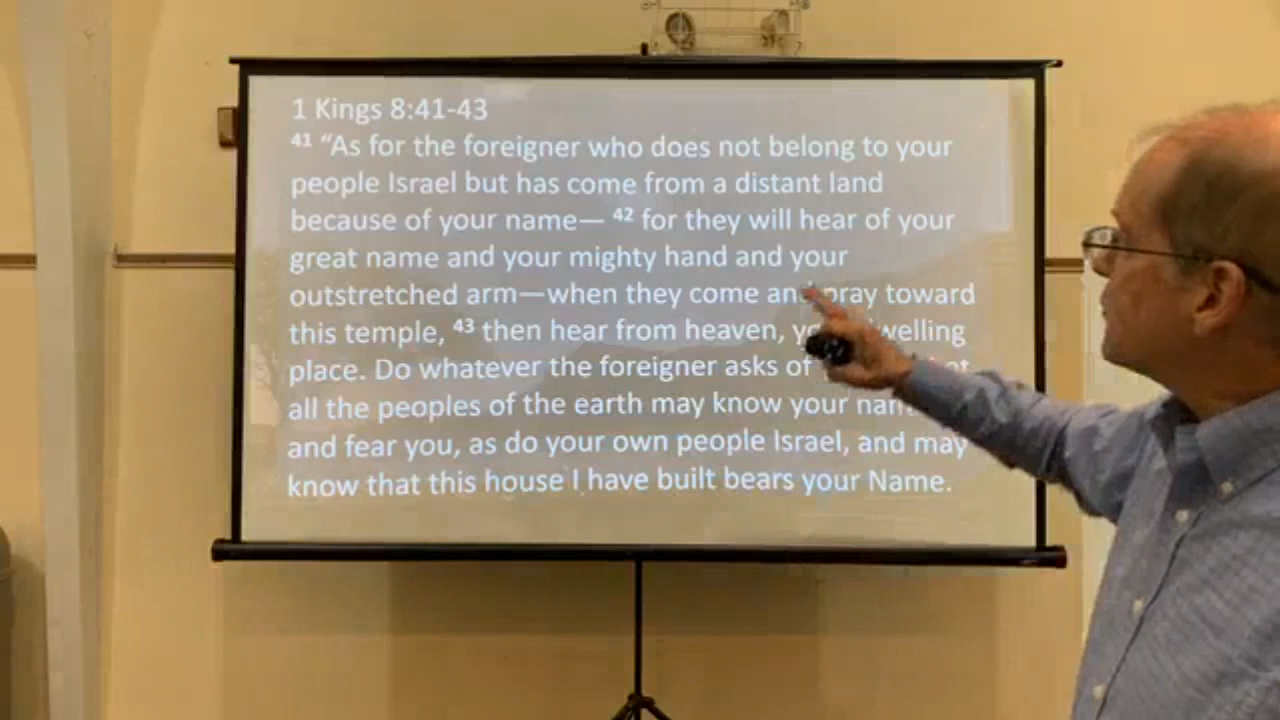 1 Kings 8:41-43
41 "As for the foreigner who does not belong to your
people Israel but has come from a distant land
because of your name— 42 for they will hear of your
great name and your mighty hand and your
outstretched arm—when they come and pray toward
this temple, 43 then hear from heaven, your dwelling
place. Do whatever the foreigner asks of
all the peoples of the earth may know your name
and fear you, as do your own people Israel, and may
know that this house I have built bears your Name.